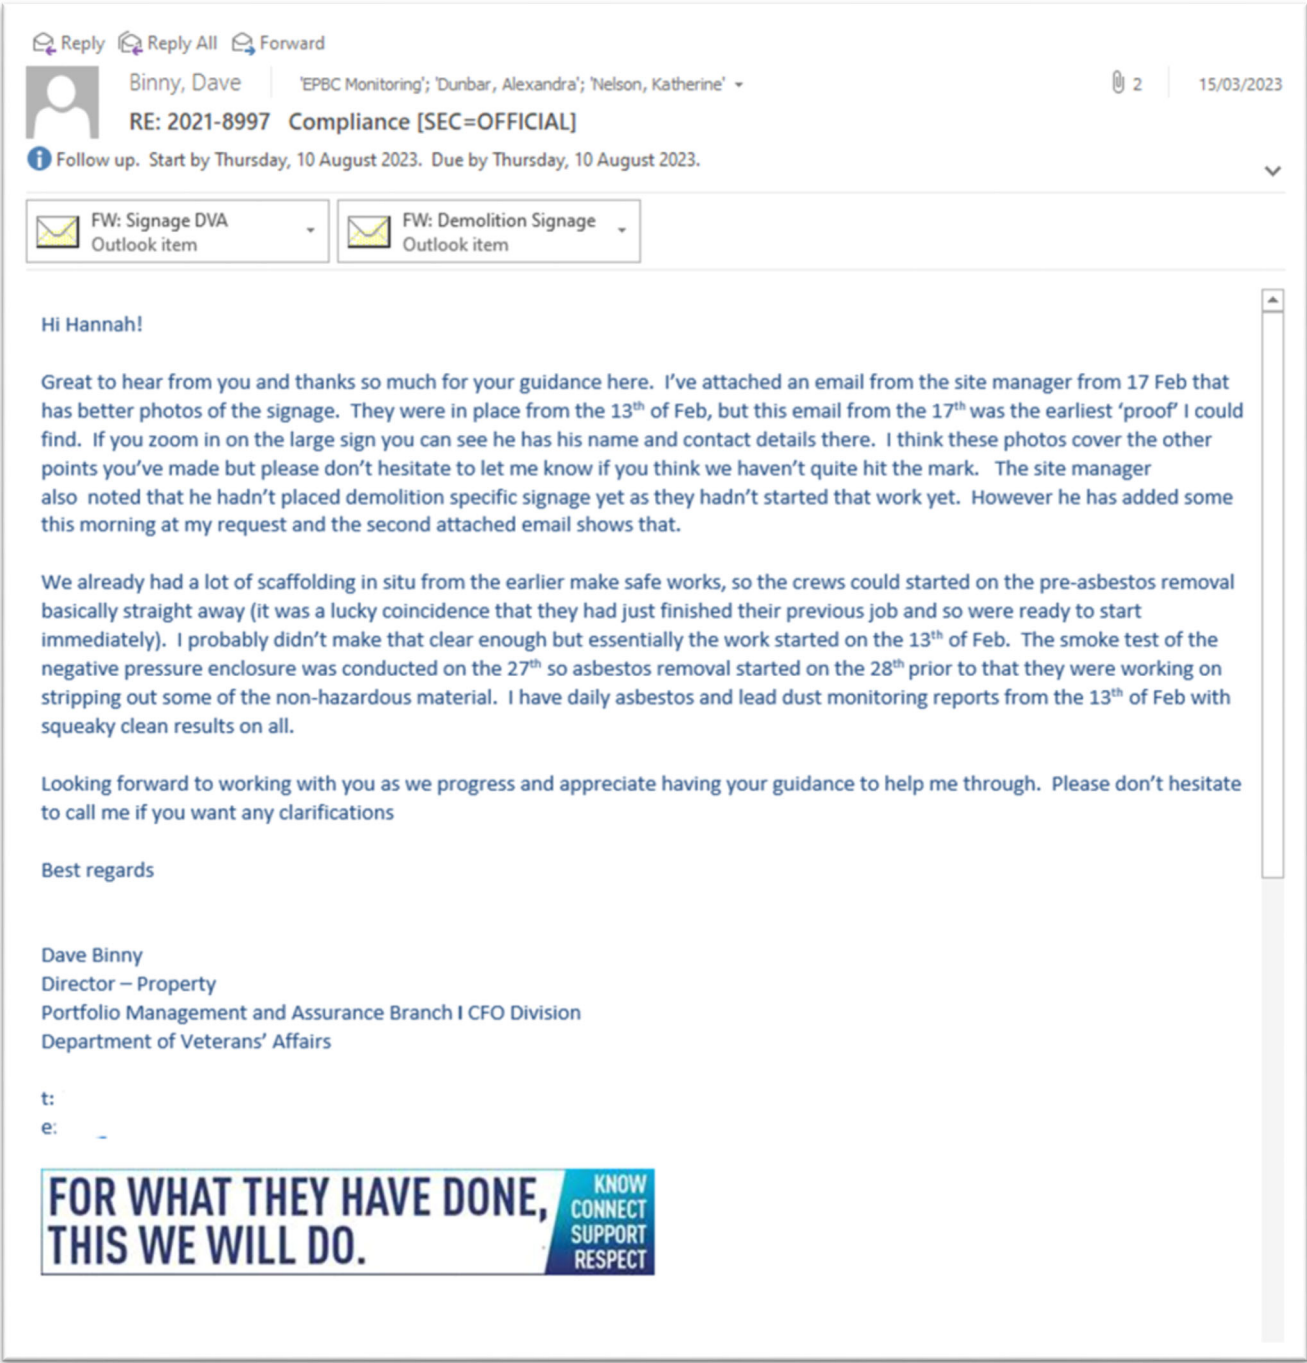 Reply Reply All Forward
Binny, Dave 'EPBC Monitoring'; 'Dunbar, Alexandra'; 'Nelson, Katherine' 2 15/03/2023
RE: 2021-8997 Compliance [SEC=OFFICIAL]
Follow up. Start by Thursday, 10 August 2023. Due by Thursday, 10 August 2023.
FW: Signage DVA
Outlook item
FW: Demolition Signage
Outlook item
Hi Hannah!
Great to hear from you and thanks so much for your guidance here. I've attached an email from the site manager from 17 Feb that
has better photos of the signage. They were in place from the 13th of Feb, but this email from the 17th was the earliest 'proof' I could
find. If you zoom in on the large sign you can see he has his name and contact details there. I think these photos cover the other
points you've made but please don't hesitate to let me know if you think we haven't quite hit the mark. The site manager
also noted that he hadn't placed demolition specific signage yet as they hadn't started that work yet. However he has added some
this morning at my request and the second attached email shows that.
We already had a lot of scaffolding in situ from the earlier make safe works, so the crews could started on the pre-asbestos removal
basically straight away (it was a lucky coincidence that they had just finished their previous job and so were ready to start
immediately). I probably didn't make that clear enough but essentially the work started on the 13th of Feb. The smoke test of the
negative pressure enclosure was conducted on the 27th so asbestos removal started on the 28th prior to that they were working on
stripping out some of the non-hazardous material. I have daily asbestos and lead dust monitoring reports from the 13th of Feb with
squeaky clean results on all.
Looking forward to working with you as we progress and appreciate having your guidance to help me through. Please don't hesitate
to call me if you want any clarifications
Best regards
Dave Binny
Director – Property
Portfolio Management and Assurance Branch I CFO Division
Department of Veterans' Affairs
t:
e:
FOR WHAT THEY HAVE DONE,
THIS WE WILL DO.
KNOW
CONNECT
SUPPORT
RESPECT